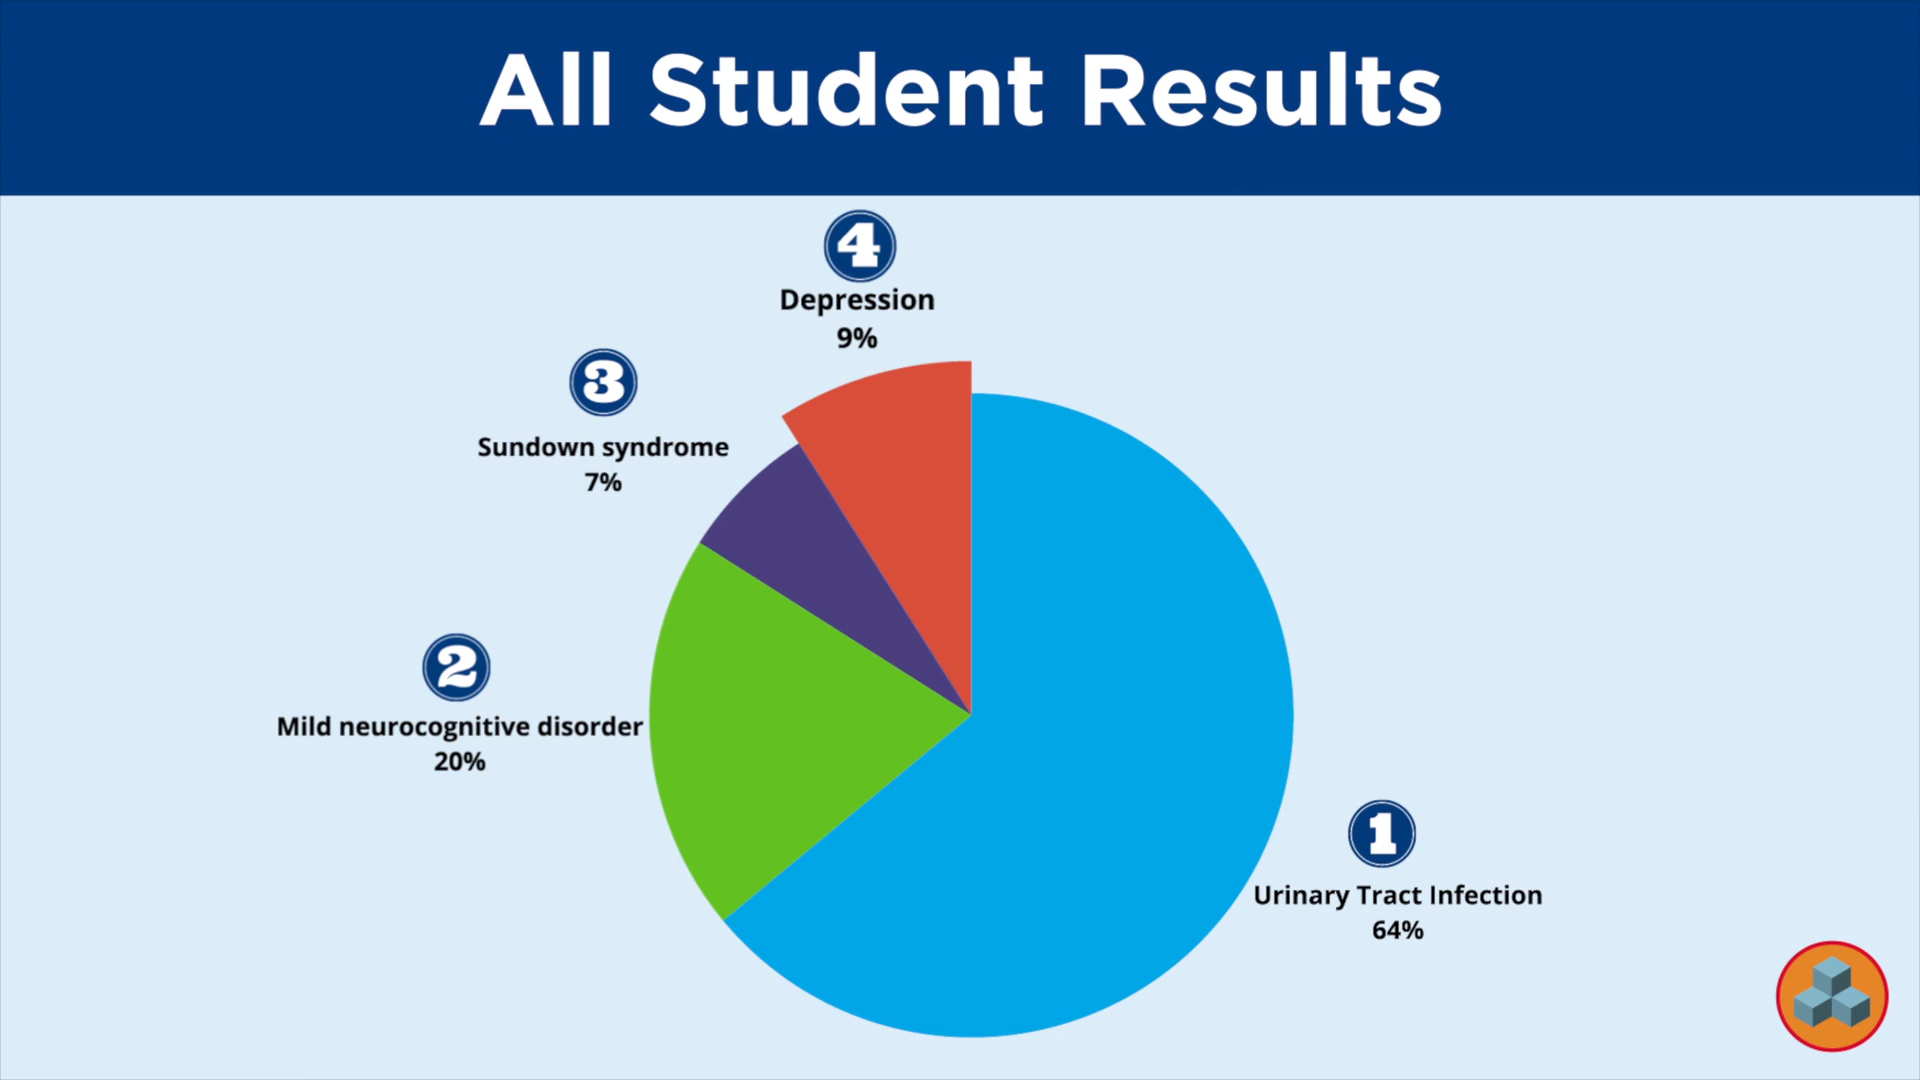 All Student Results
4
Depression
9%
3
Sundown syndrome
7%
2
Mild neurocognitive disorder
20%
1
Urinary Tract Infection
64%